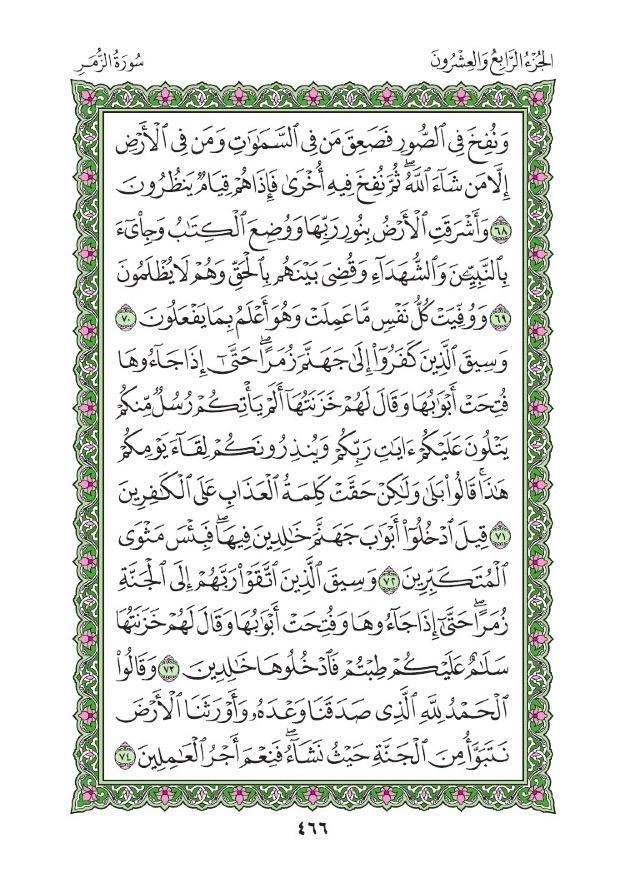 الجُزْءُ الرَّابِعُ وَالعِشْرُونَ
سُورَةُ الزُّمَرِ
وَنُفِخَ فِي ٱلصُّورِ فَصَعِقَ مَن فِي ٱلسَّمَٰوَٰتِ وَمَن فِي ٱلْأَرْضِ
إِلَّا مَن شَآءَ ٱللَّهُۖ ثُمَّ نُفِخَ فِيهِ أُخْرَىٰ فَإِذَا هُمْ قِيَامٌ يَنظُرُونَ
٦٨ وَأَشْرَقَتِ ٱلْأَرْضُ بِنُورِ رَبِّهَا وَوُضِعَ ٱلْكِتَٰبُ وَجِا۟يٓءَ
بِٱلنَّبِيِّـۧنَ وَٱلشُّهَدَآءِ وَقُضِيَ بَيْنَهُم بِٱلْحَقِّ وَهُمْ لَا يُظْلَمُونَ
٦٩ وَوُفِّيَتْ كُلُّ نَفْسٍ مَّا عَمِلَتْ وَهُوَ أَعْلَمُ بِمَا يَفْعَلُونَ ٧٠
وَسِيقَ ٱلَّذِينَ كَفَرُوٓا۟ إِلَىٰ جَهَنَّمَ زُمَرًاۖ حَتَّىٰٓ إِذَا جَآءُوهَا
فُتِحَتْ أَبْوَٰبُهَا وَقَالَ لَهُمْ خَزَنَتُهَآ أَلَمْ يَأْتِكُمْ رُسُلٌ مِّنكُمْ
يَتْلُونَ عَلَيْكُمْ ءَايَٰتِ رَبِّكُمْ وَيُنذِرُونَكُمْ لِقَآءَ يَوْمِكُمْ
هَٰذَاۚ قَالُوا۟ بَلَىٰ وَلَٰكِنْ حَقَّتْ كَلِمَةُ ٱلْعَذَابِ عَلَى ٱلْكَٰفِرِينَ
٧١ قِيلَ ٱدْخُلُوٓا۟ أَبْوَٰبَ جَهَنَّمَ خَٰلِدِينَ فِيهَاۖ فَبِئْسَ مَثْوَى
ٱلْمُتَكَبِّرِينَ ٧٢ وَسِيقَ ٱلَّذِينَ ٱتَّقَوْا۟ رَبَّهُمْ إِلَى ٱلْجَنَّةِ
زُمَرًاۖ حَتَّىٰٓ إِذَا جَآءُوهَا وَفُتِحَتْ أَبْوَٰبُهَا وَقَالَ لَهُمْ خَزَنَتُهَا
سَلَٰمٌ عَلَيْكُمْ طِبْتُمْ فَٱدْخُلُوهَا خَٰلِدِينَ ٧٣ وَقَالُوا۟
ٱلْحَمْدُ لِلَّهِ ٱلَّذِي صَدَقَنَا وَعْدَهُۥ وَأَوْرَثَنَا ٱلْأَرْضَ
نَتَبَوَّأُ مِنَ ٱلْجَنَّةِ حَيْثُ نَشَآءُۖ فَنِعْمَ أَجْرُ ٱلْعَٰمِلِينَ ٧٤
٤٦٦